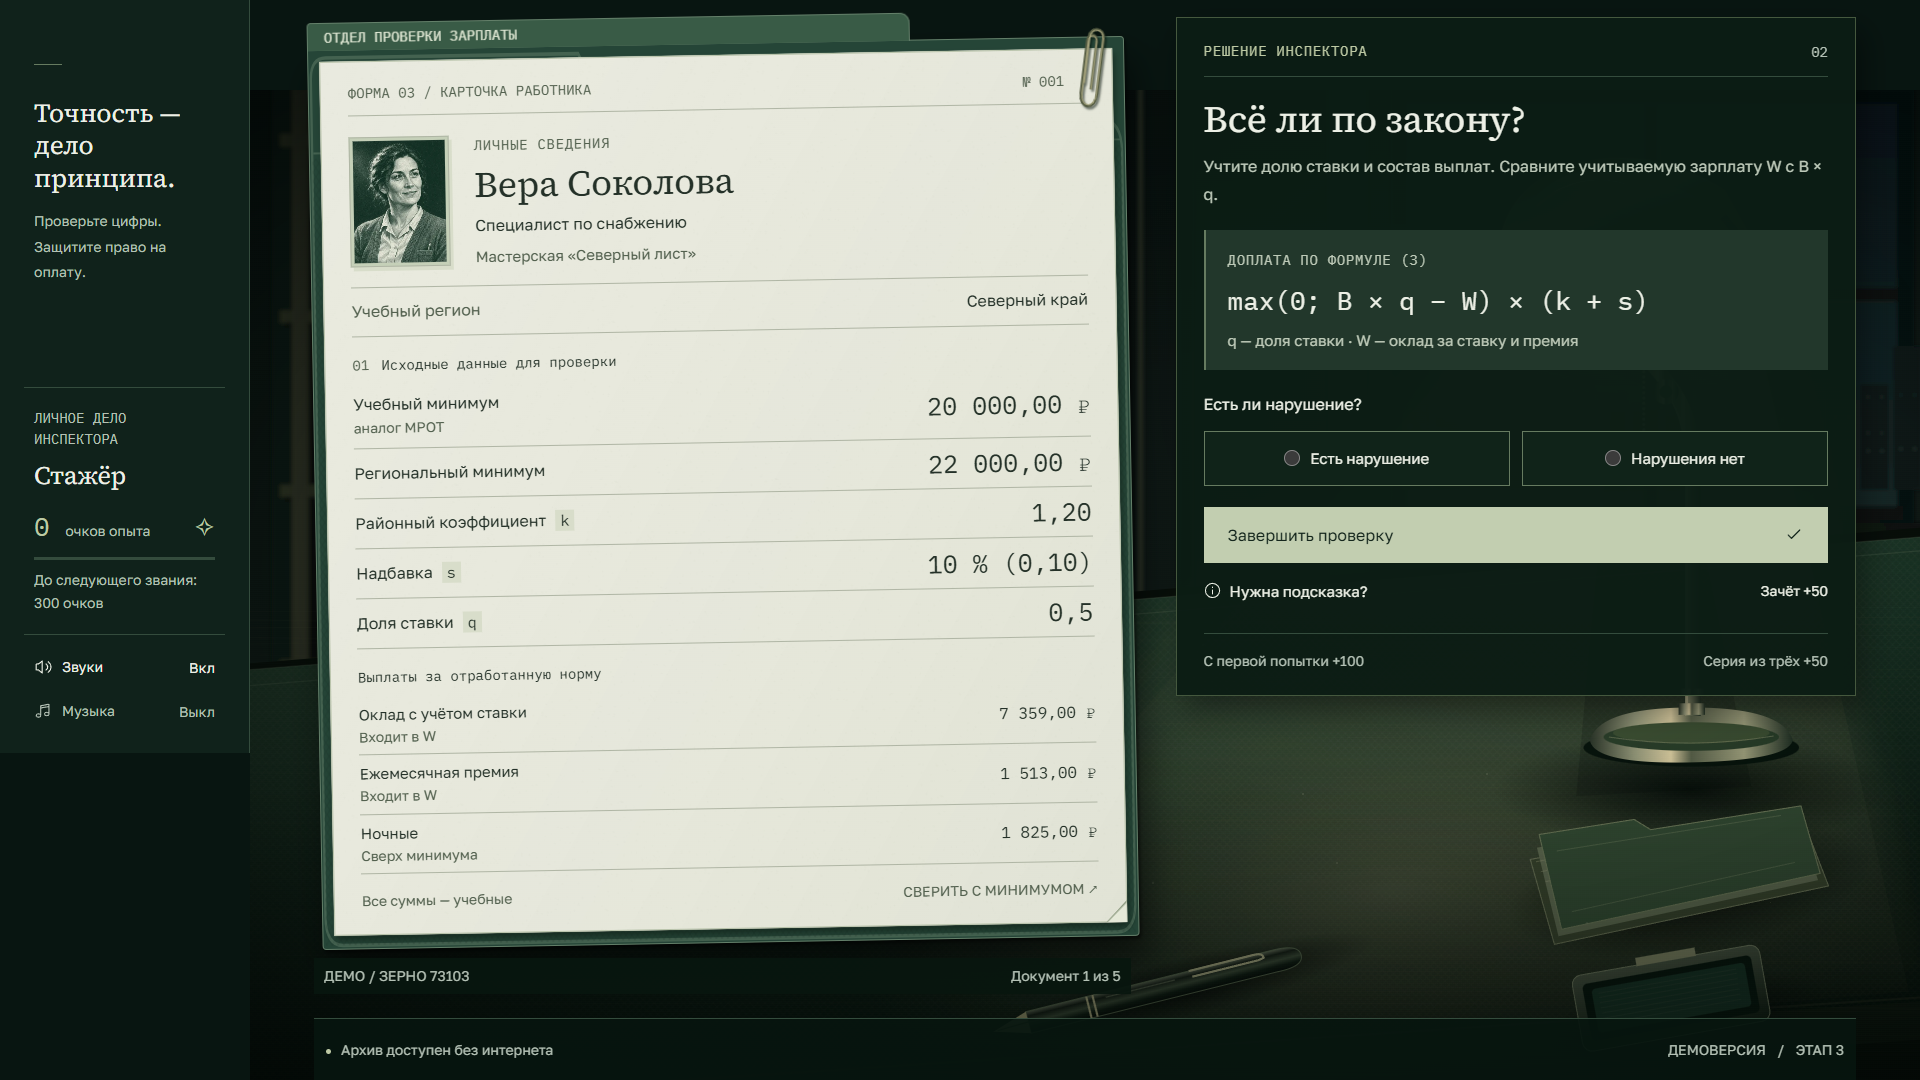 Точность —
дело
принципа.
Проверьте цифры.
Защитите право на
оплату.
ЛИЧНОЕ ДЕЛО
ИНСПЕКТОРА
Стажёр
0 очков опыта
До следующего звания:
300 очков
Звуки Вкл
Музыка Выкл
ОТДЕЛ ПРОВЕРКИ ЗАРПЛАТЫ
ФОРМА 03 / КАРТОЧКА РАБОТНИКА № 001
ЛИЧНЫЕ СВЕДЕНИЯ
Вера Соколова
Специалист по снабжению
Мастерская «Северный лист»
Учебный регион Северный край
01 Исходные данные для проверки
Учебный минимум 20 000,00 ₽
аналог МРОТ
Региональный минимум 22 000,00 ₽
Районный коэффициент k 1,20
Надбавка s 10 % (0,10)
Доля ставки q 0,5
Выплаты за отработанную норму
Оклад с учётом ставки 7 359,00 ₽
Входит в W
Ежемесячная премия 1 513,00 ₽
Входит в W
Ночные 1 825,00 ₽
Сверх минимума
Все суммы — учебные СВЕРИТЬ С МИНИМУМОМ ↗
ДЕМО / ЗЕРНО 73103 Документ 1 из 5
РЕШЕНИЕ ИНСПЕКТОРА 02
Всё ли по закону?
Учтите долю ставки и состав выплат. Сравните учитываемую зарплату W с B ×
q.
ДОПЛАТА ПО ФОРМУЛЕ (3)
max(0; B × q − W) × (k + s)
q — доля ставки · W — оклад за ставку и премия
Есть ли нарушение?
Есть нарушение Нарушения нет
Завершить проверку ✓
Нужна подсказка? Зачёт +50
С первой попытки +100 Серия из трёх +50
• Архив доступен без интернета ДЕМОВЕРСИЯ / ЭТАП 3